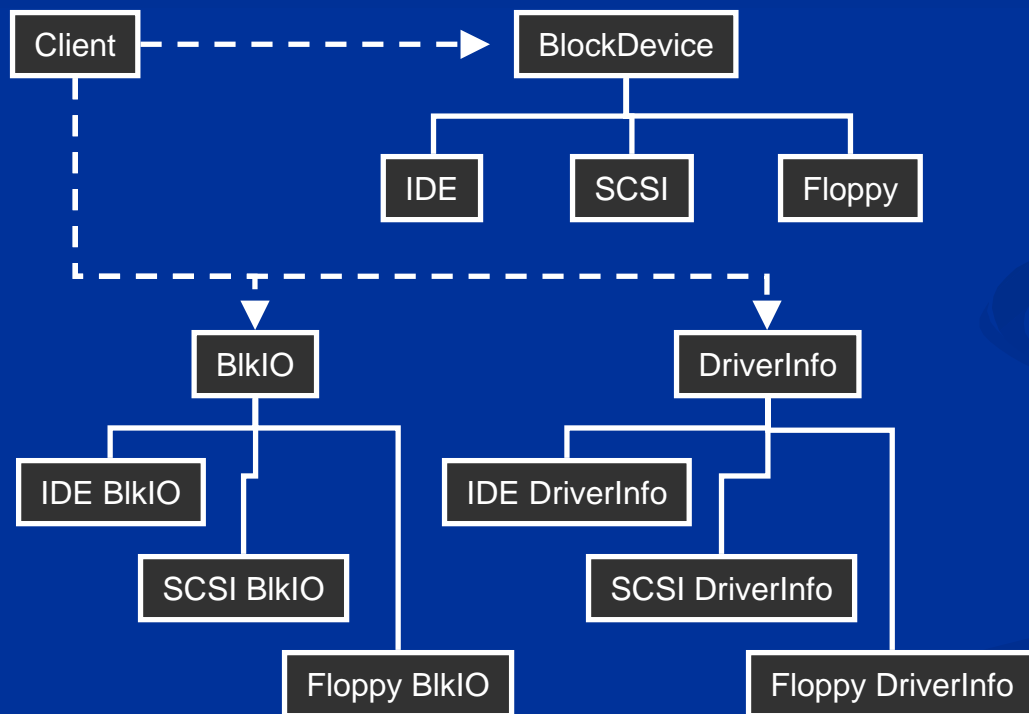 Client
BlockDevice
IDE
SCSI
Floppy
BlkIO
DriverInfo
IDE BlkIO
IDE DriverInfo
SCSI BlkIO
SCSI DriverInfo
Floppy BlkIO
Floppy DriverInfo